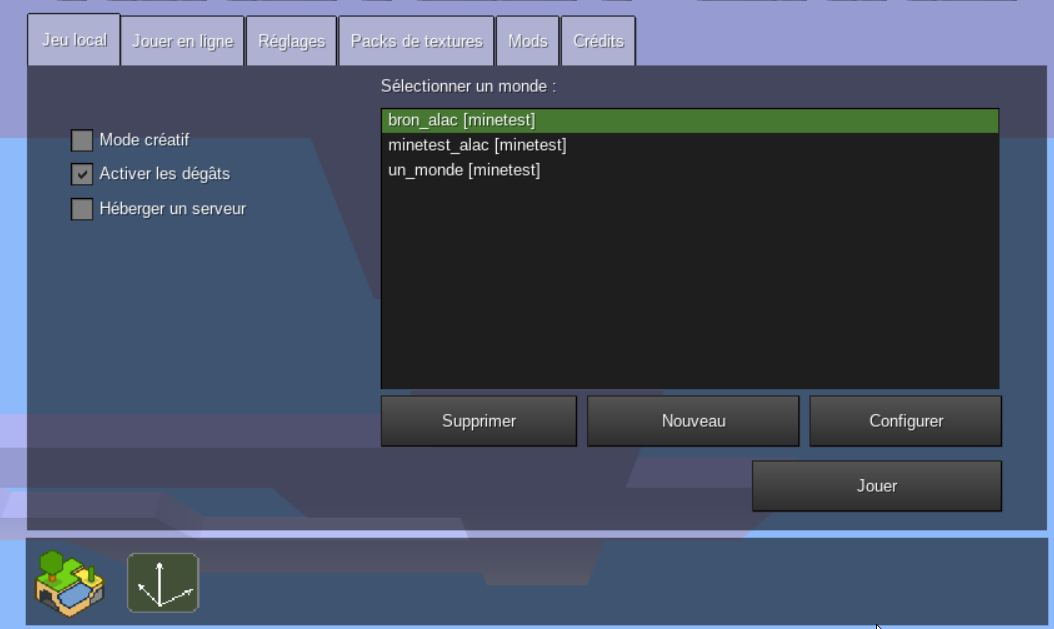 Jeu local
Jouer en ligne
Réglages
Packs de textures
Mods
Crédits
Sélectionner un monde :
Mode créatif
Activer les dégâts
Héberger un serveur
bron_alac [minetest]
minetest_alac [minetest]
un_monde [minetest]
Supprimer
Nouveau
Configurer
Jouer